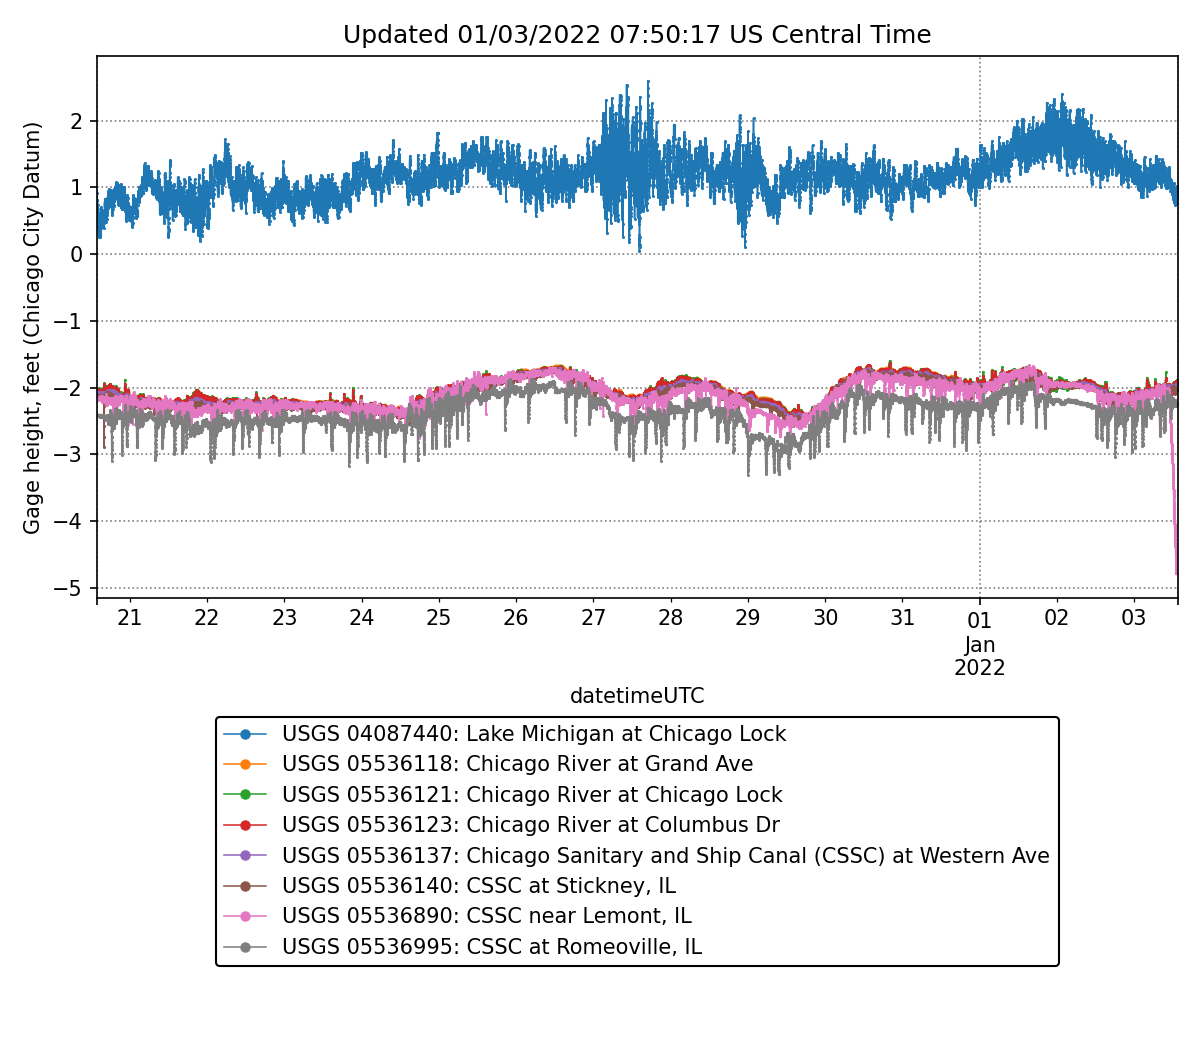 Updated 01/03/2022 07:50:17 US Central Time
Gage height, feet (Chicago City Datum)
2
1
0
−1
−2
−3
−4
−5
21 22 23 24 25 26 27 28 29 30 31 01 02 03
Jan
2022
datetimeUTC
USGS 04087440: Lake Michigan at Chicago Lock
USGS 05536118: Chicago River at Grand Ave
USGS 05536121: Chicago River at Chicago Lock
USGS 05536123: Chicago River at Columbus Dr
USGS 05536137: Chicago Sanitary and Ship Canal (CSSC) at Western Ave
USGS 05536140: CSSC at Stickney, IL
USGS 05536890: CSSC near Lemont, IL
USGS 05536995: CSSC at Romeoville, IL